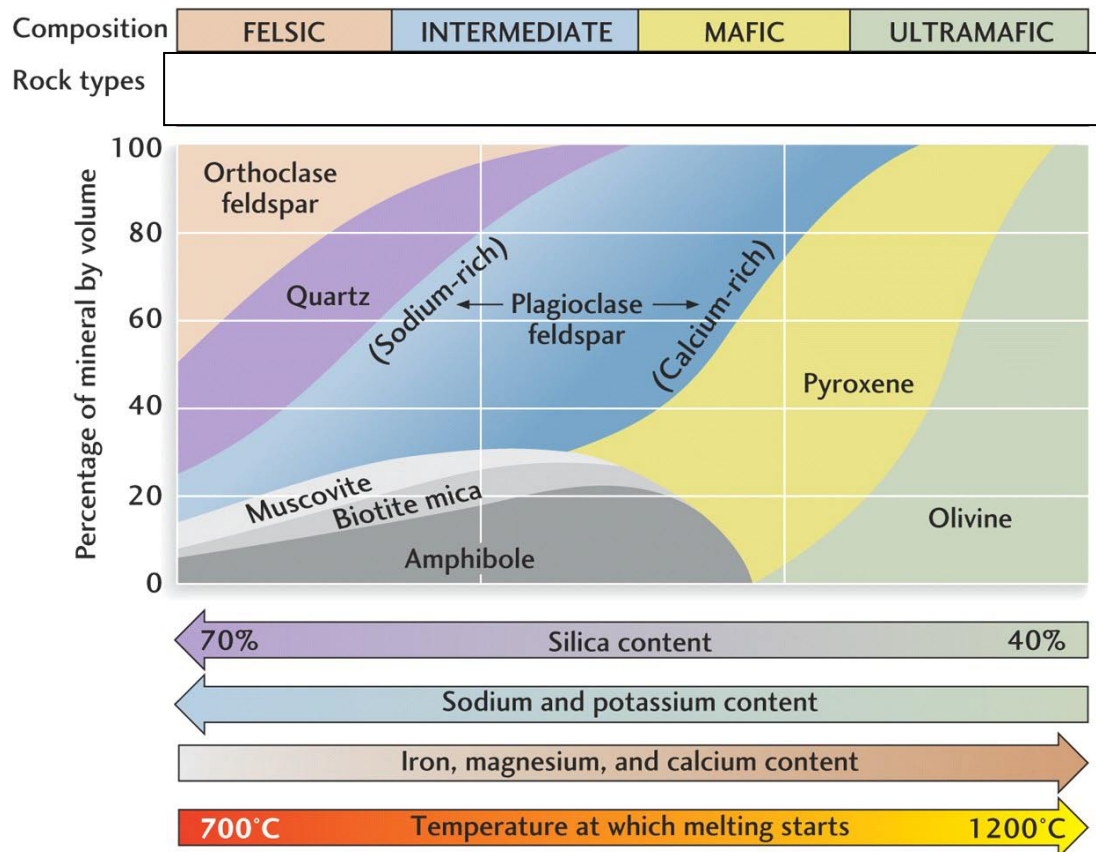 Composition FELSIC INTERMEDIATE MAFIC ULTRAMAFIC
Rock types
Percentage of mineral by volume
100
80
60
40
20
0
Orthoclase
feldspar
Quartz
(Sodium-rich)
Plagioclase
feldspar
(Calcium-rich)
Pyroxene
Muscovite
Biotite mica
Amphibole
Olivine
70% Silica content 40%
Sodium and potassium content
Iron, magnesium, and calcium content
700°C Temperature at which melting starts 1200°C